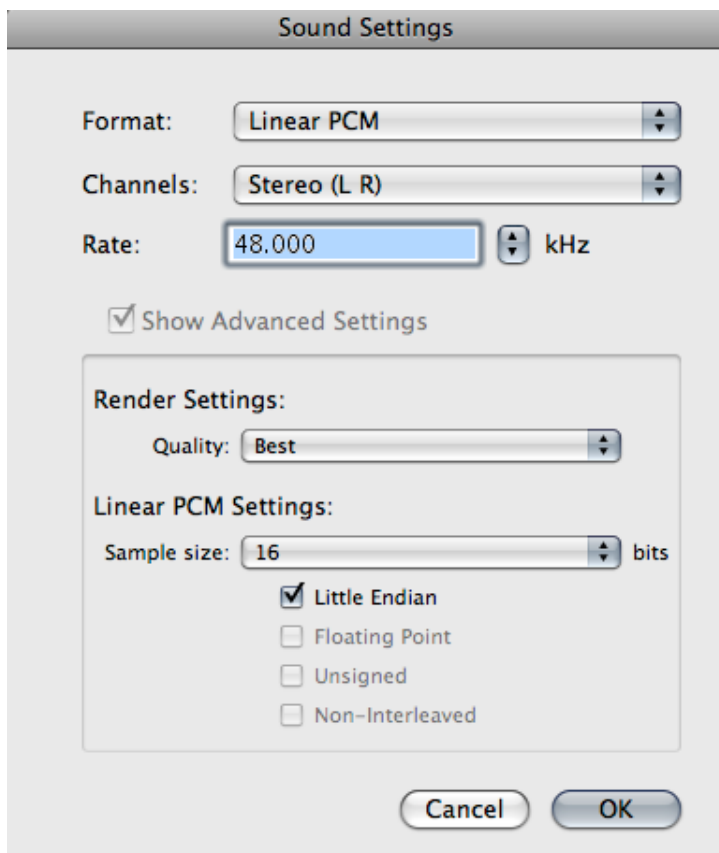 Sound Settings
Format: Linear PCM
Channels: Stereo (L R)
Rate: 48.000 kHz
Show Advanced Settings
Render Settings:
Quality: Best
Linear PCM Settings:
Sample size: 16 bits
Little Endian
Floating Point
Unsigned
Non-Interleaved
Cancel OK